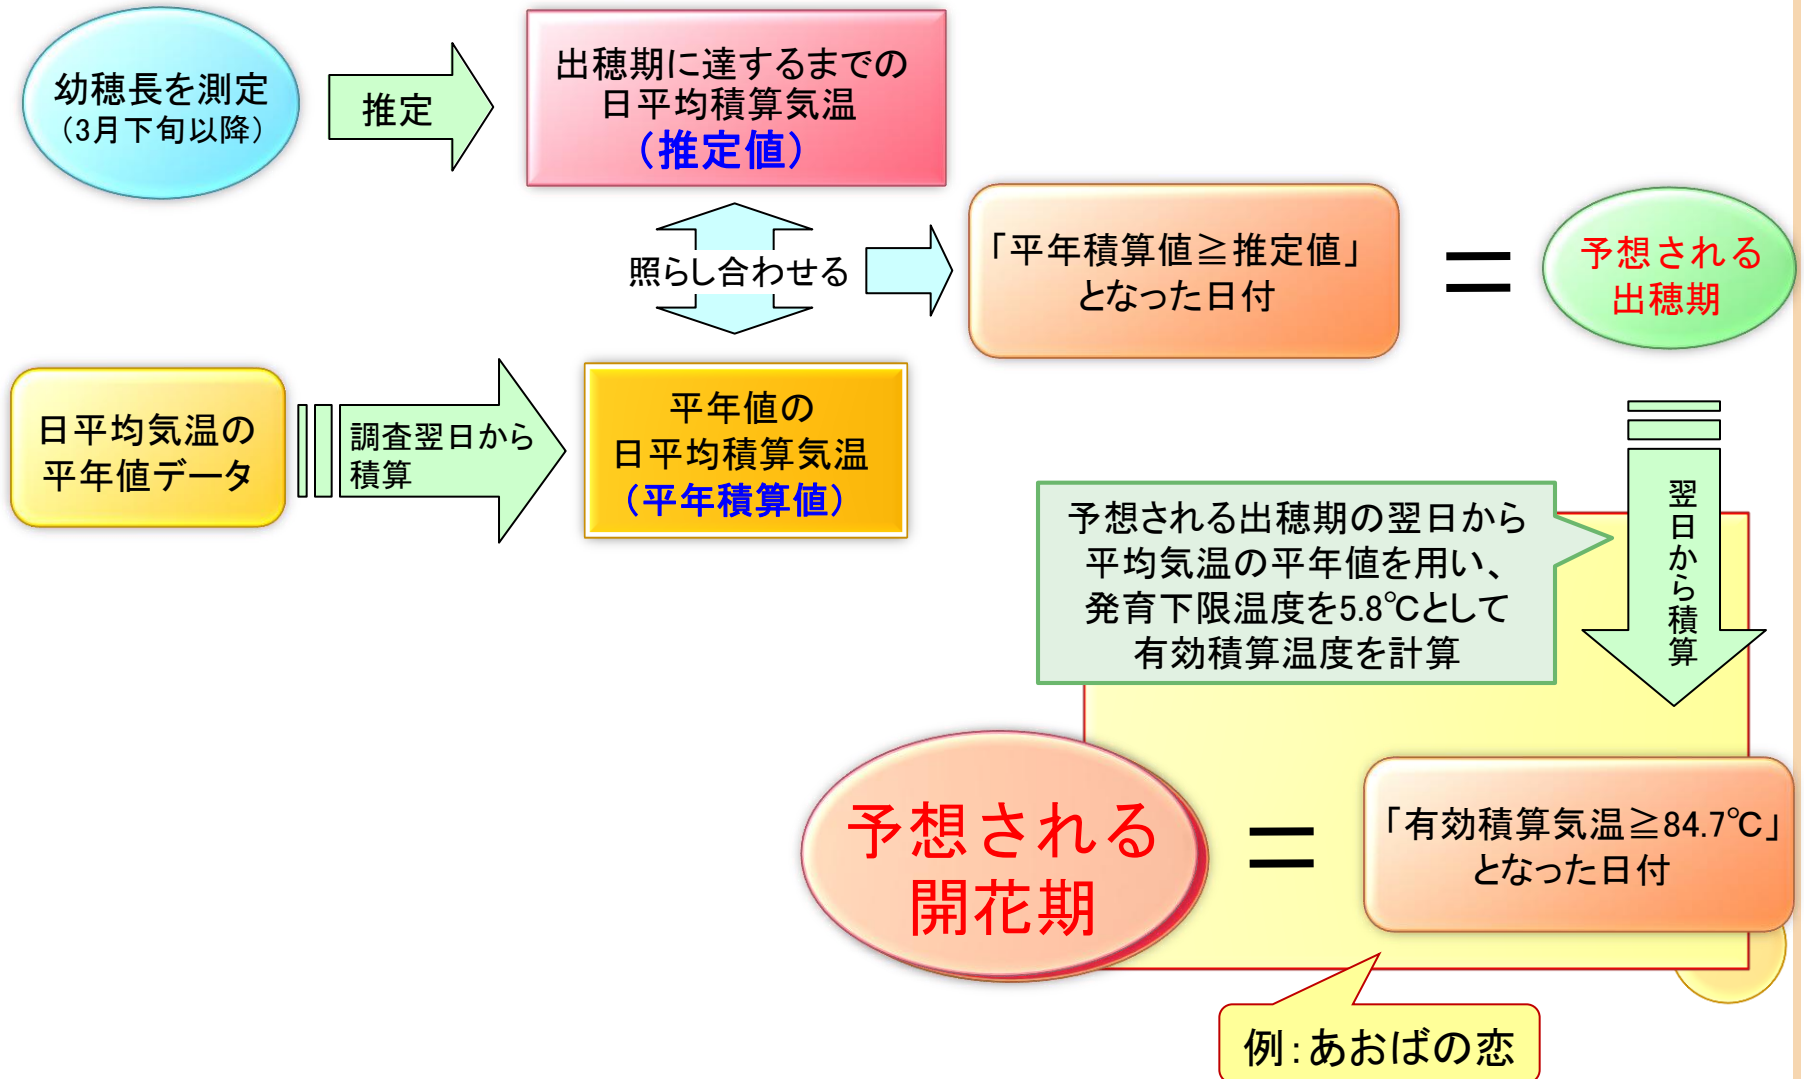 幼穂長を測定
（3月下旬以降）
推定
出穂期に達するまでの
日平均積算気温
（推定値）
照らし合わせる
「平年積算値≧推定値」
となった日付
＝
予想される
出穂期
日平均気温の
平年値データ
調査翌日から
積算
平年値の
日平均積算気温
（平年積算値）
翌日から積算
予想される出穂期の翌日から
平均気温の平年値を用い、
発育下限温度を5.8℃として
有効積算温度を計算
予想される
開花期
＝
「有効積算気温≧84.7℃」
となった日付
例：あおばの恋